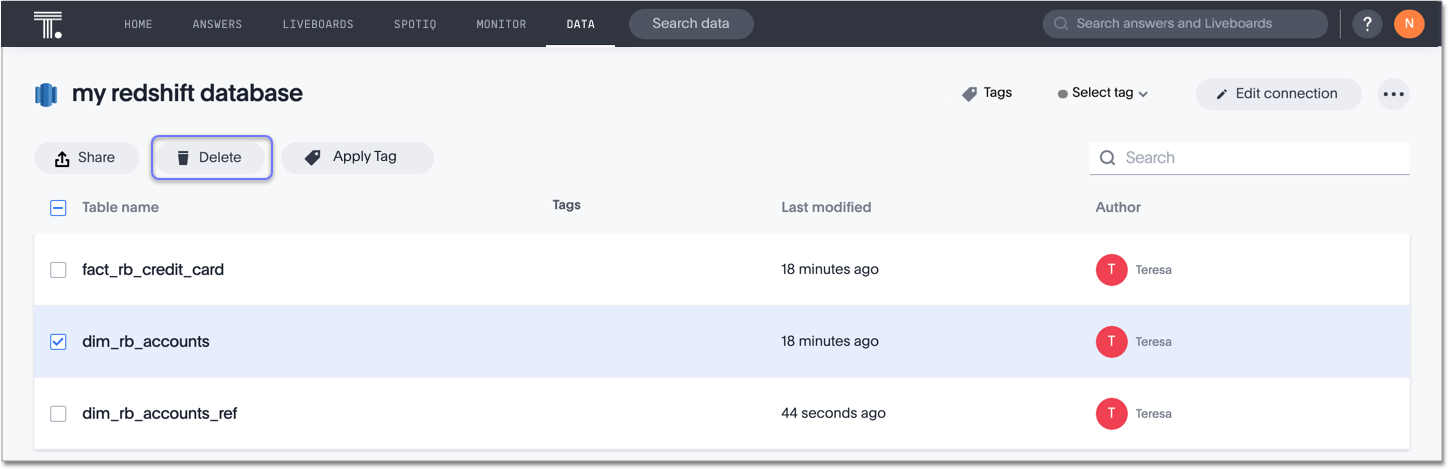 T. HOME ANSWERS LIVEBOARDS SPOTIQ MONITOR DATA Search data Search answers and Liveboards ? N
my redshift database Tags Select tag Edit connection
Share Delete Apply Tag Search
Table name Tags Last modified Author
fact_rb_credit_card 18 minutes ago T Teresa
dim_rb_accounts 18 minutes ago T Teresa
dim_rb_accounts_ref 44 seconds ago T Teresa